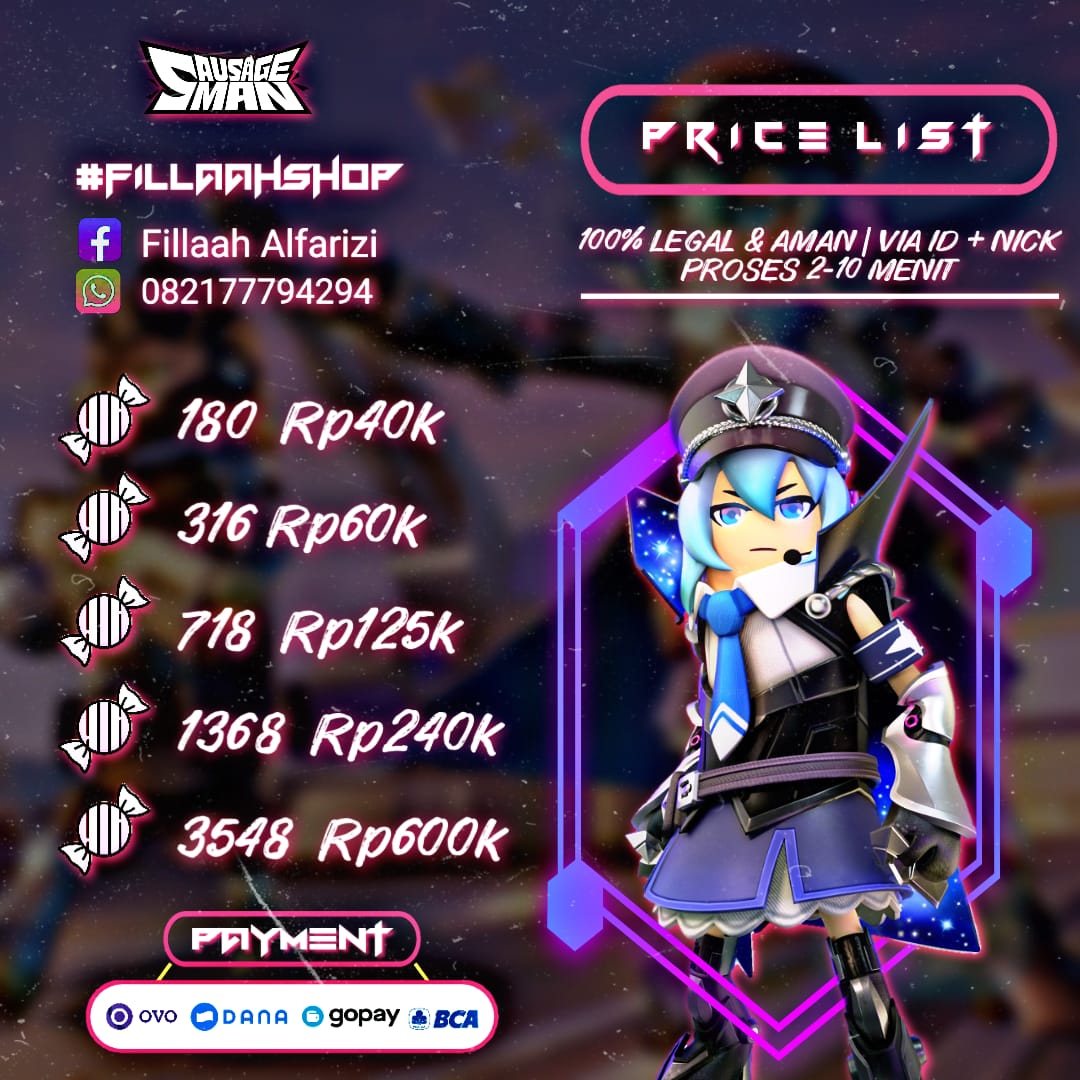 SAUSAGE
MAN
#FILLAAHSHOP
Fillaah Alfarizi
082177794294
PRICE LIST
100% LEGAL & AMAN | VIA ID + NICK
PROSES 2-10 MENIT
180 Rp40K
316 Rp60K
718 Rp125K
1368 Rp240K
3548 Rp600K
PAYMENT
OVO DANA gopay BCA